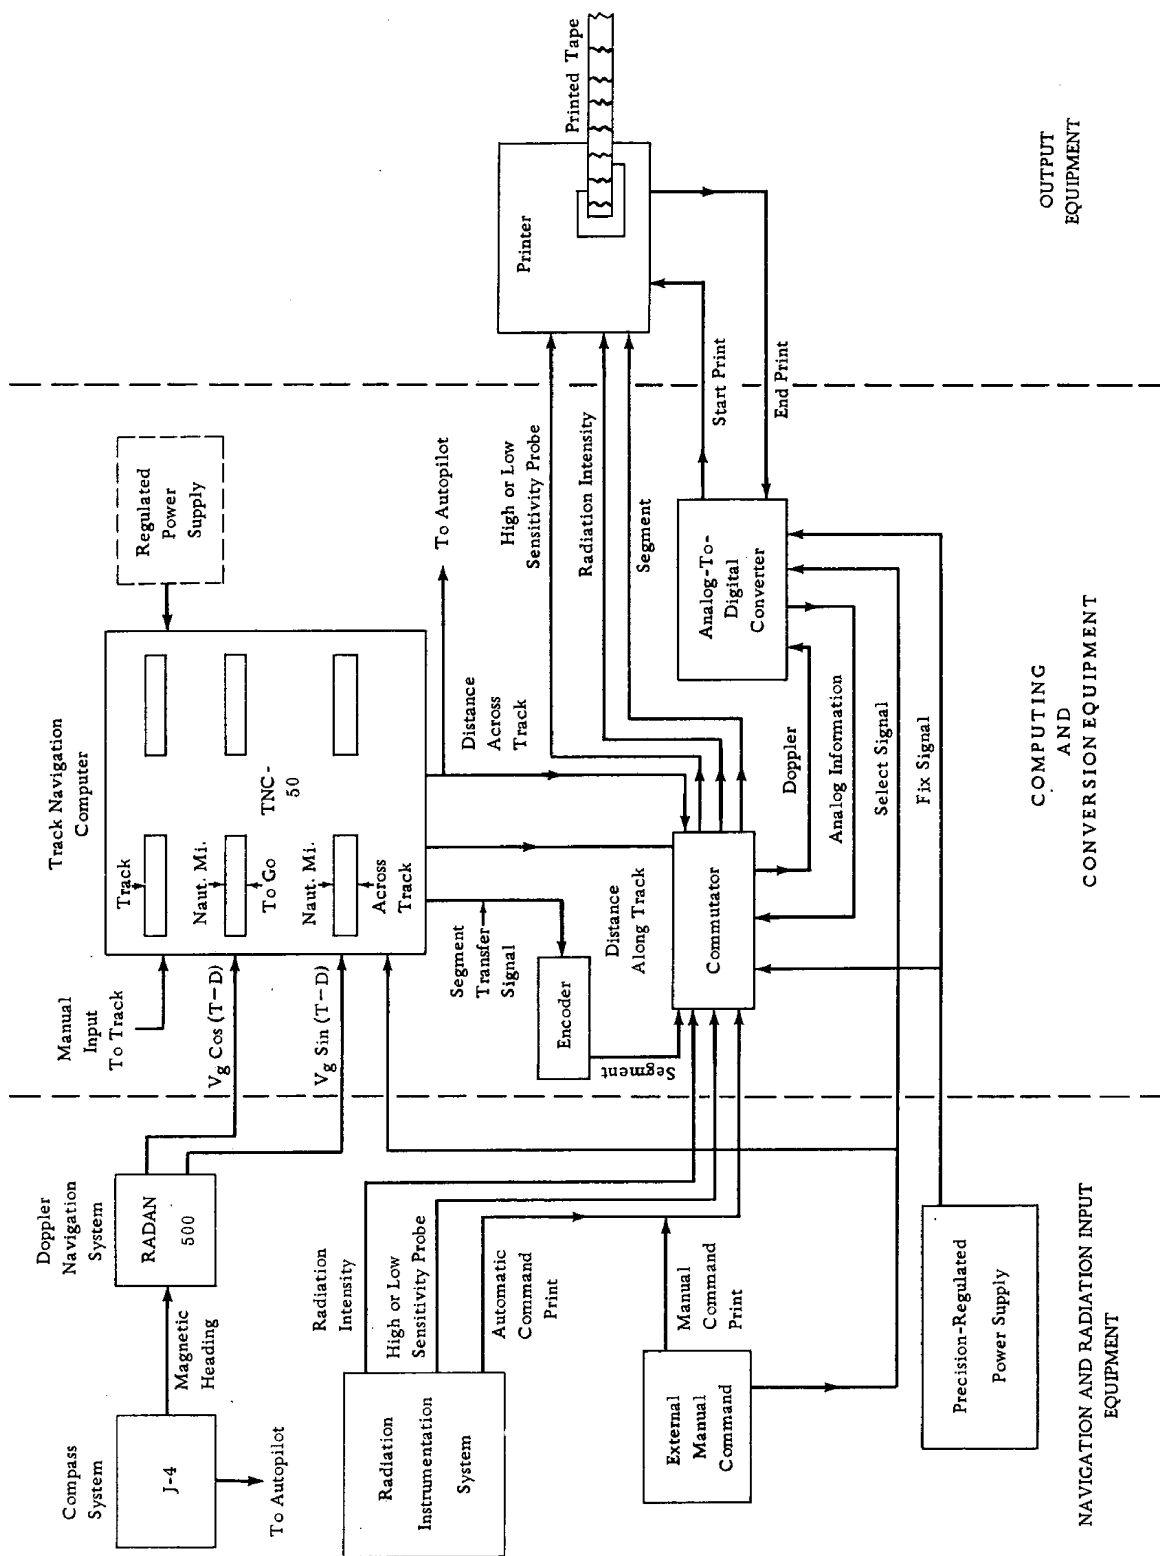 Compass
System
J-4
To Autopilot
Magnetic
Heading
Doppler
Navigation
System
RADAN
500
Radiation
Instrumentation
System
Radiation
Intensity
High or Low
Sensitivity Probe
Automatic
Command
Print
External
Manual
Command
Manual
Command
Print
Precision-Regulated
Power Supply
NAVIGATION AND RADIATION INPUT
EQUIPMENT
Manual
Input
To Track
Vg Cos (T-D)
Vg Sin (T-D)
Track Navigation
Computer
Track
Naut. Mi.
To Go
Naut. Mi.
Across
Track
TNC-
50
Regulated
Power
Supply
Segment
Transfer
Signal
Encoder
Segment
Distance
Along Track
Distance
Across
Track
To Autopilot
Commutator
High or Low
Sensitivity Probe
Radiation Intensity
Segment
Analog-To-
Digital
Converter
Doppler
Analog Information
Select Signal
Fix Signal
Start Print
End Print
COMPUTING
AND
CONVERSION EQUIPMENT
Printer
Printed Tape
OUTPUT
EQUIPMENT